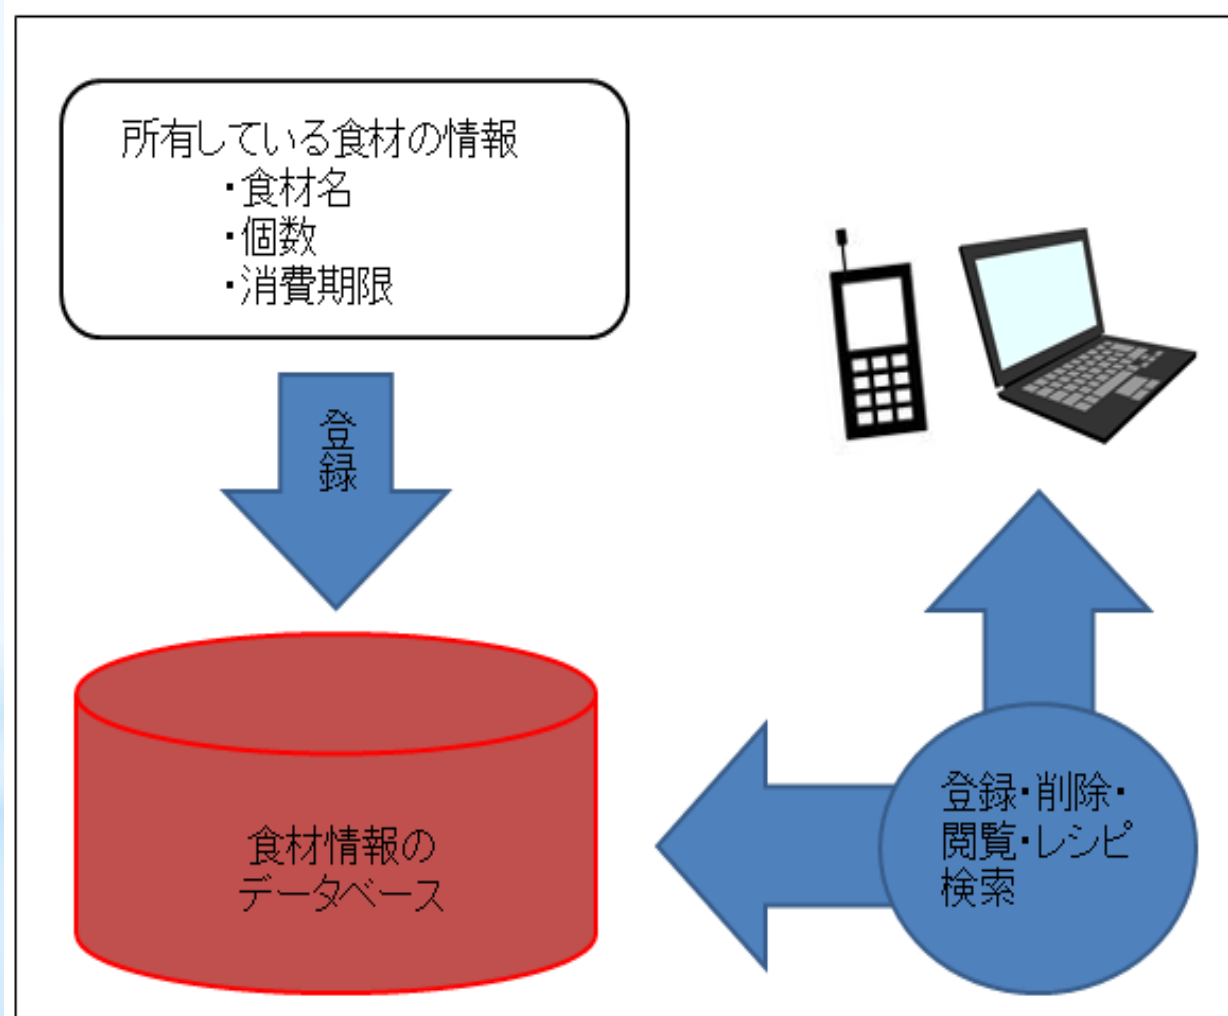 所有している食材の情報
・食材名
・個数
・消費期限
登録
食材情報の
データベース
登録・削除・
閲覧・レシピ
検索